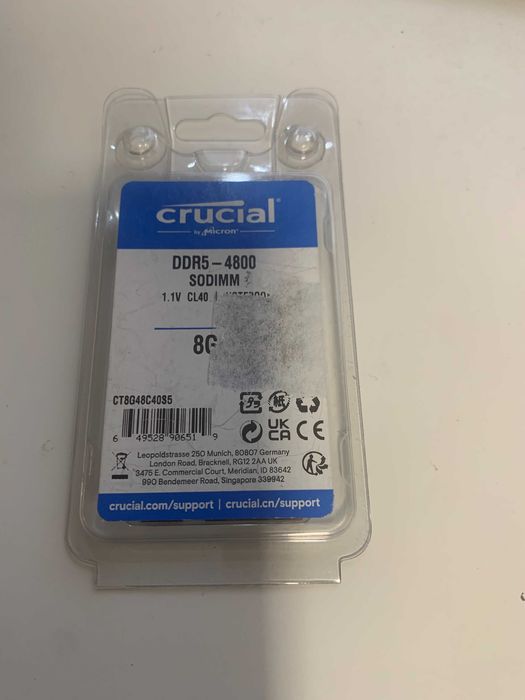 crucial
by Micron
DDR5-4800
SODIMM
1.1V CL40 |
8G
CT8G48C40S5
6 49528 90651 9
UK
CA CE
Leopoldstrasse 250 Munich, 80807 Germany
London Road, Bracknell, RG12 2AA UK
3475 E. Commercial Court, Meridian, ID 83642
990 Bendemeer Road, Singapore 339942
crucial.com/support | crucial.cn/support